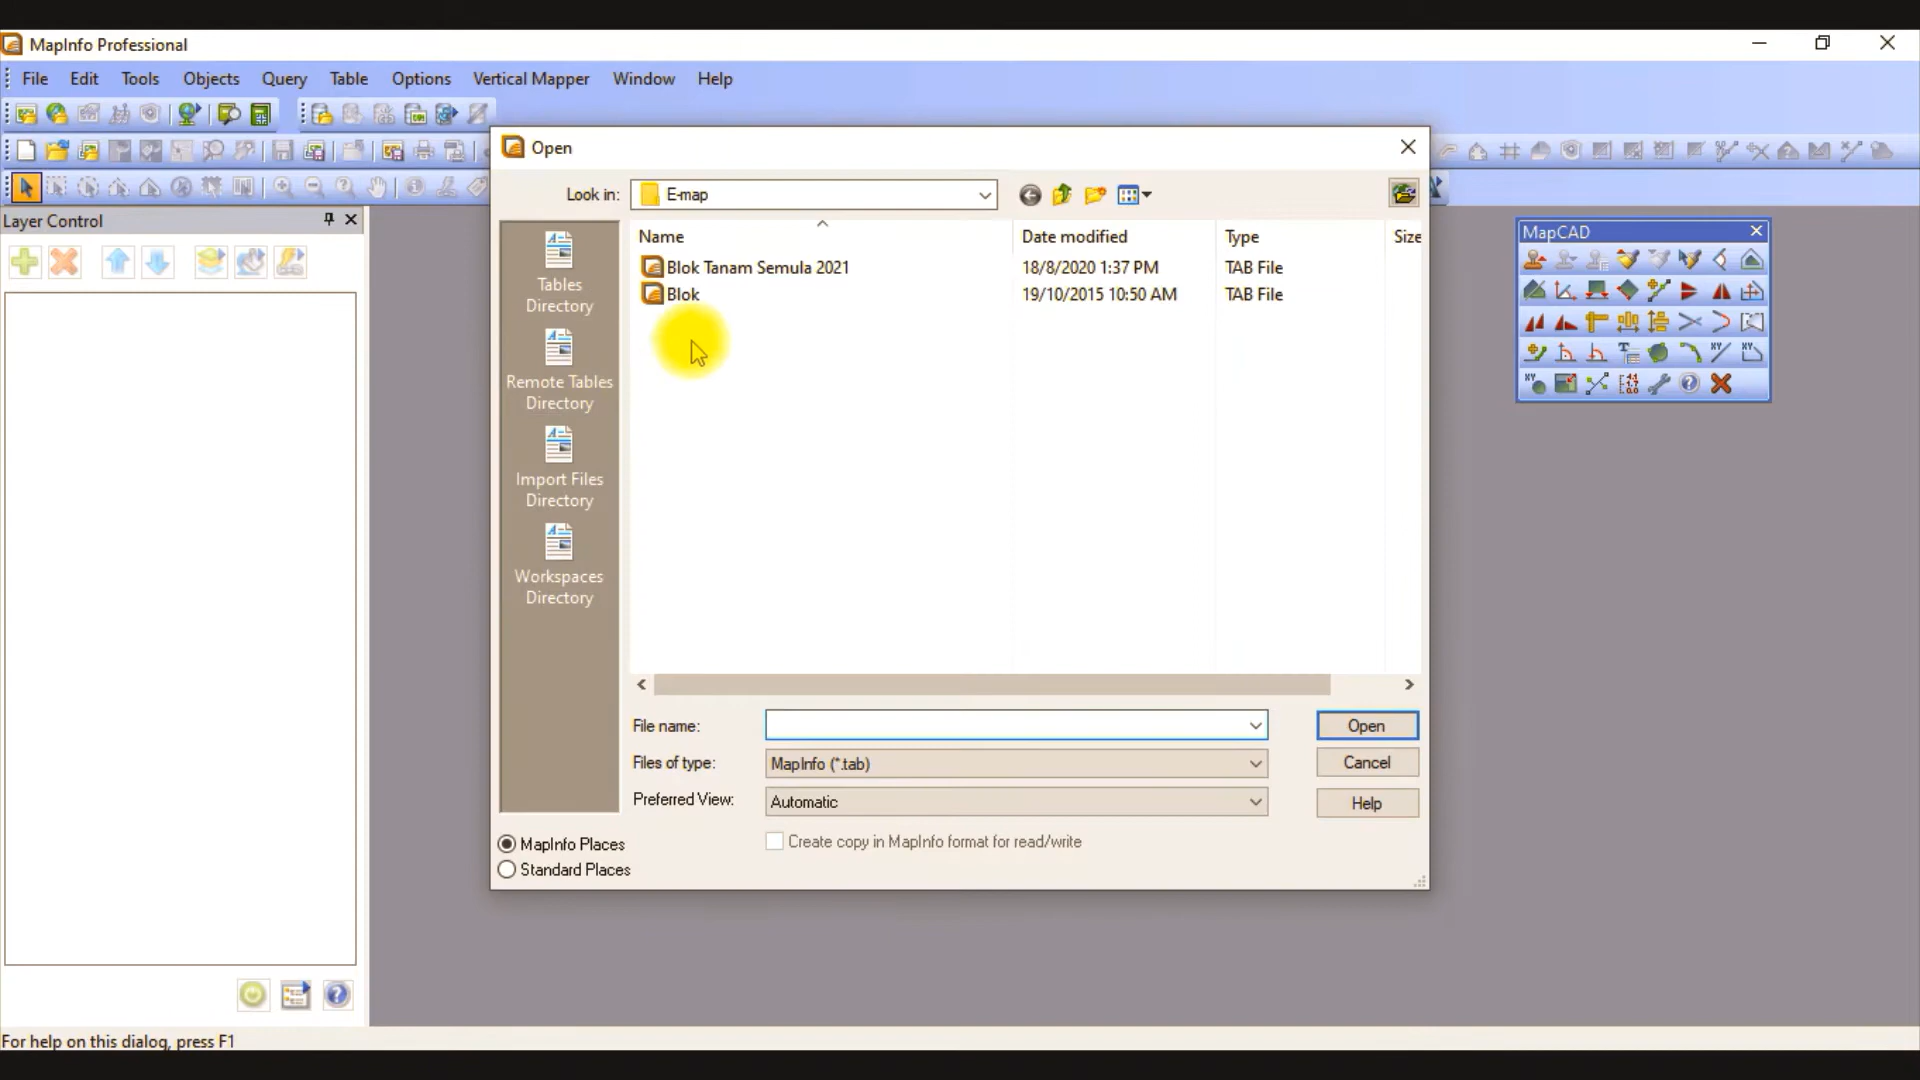 MapInfo Professional
File Edit Tools Objects Query Table Options Vertical Mapper Window Help
Open
Look in: E-map
Layer Control
MapCAD
Name Date modified Type Size
Blok Tanam Semula 2021 18/8/2020 1:37 PM TAB File
Blok 19/10/2015 10:50 AM TAB File
Tables
Directory
Remote Tables
Directory
Import Files
Directory
Workspaces
Directory
File name: Open
Files of type: MapInfo (*.tab) Cancel
Preferred View: Automatic Help
Create copy in MapInfo format for read/write
MapInfo Places
Standard Places
For help on this dialog, press F1